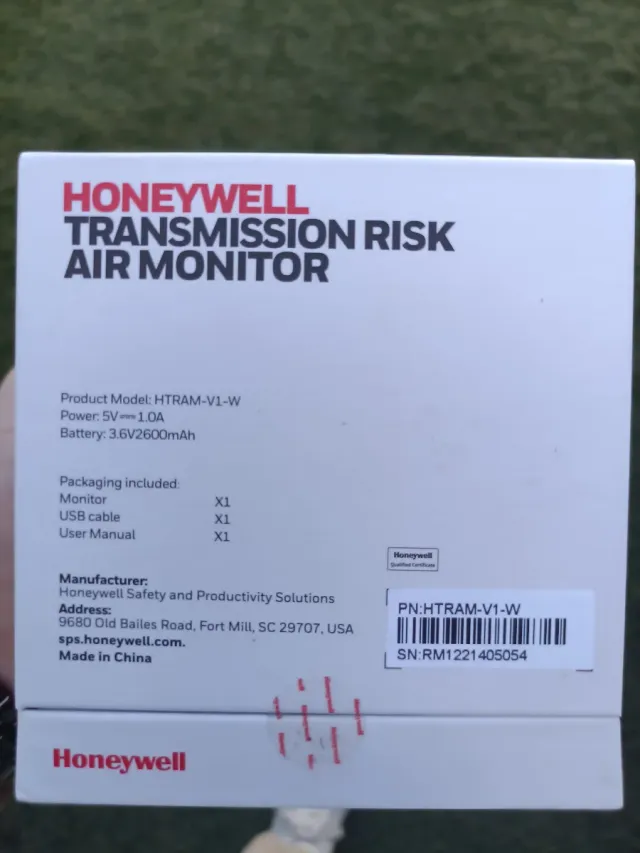 HONEYWELL
TRANSMISSION RISK
AIR MONITOR
Product Model: HTRAM-V1-W
Power: 5V⎓1.0A
Battery: 3.6V2600mAh
Packaging included:
Monitor X1
USB cable X1
User Manual X1
Honeywell
Qualified Certificate
Manufacturer:
Honeywell Safety and Productivity Solutions
Address:
9680 Old Bailes Road, Fort Mill, SC 29707, USA
sps.honeywell.com.
Made in China
PN:HTRAM-V1-W
SN:RM1221405054
Honeywell